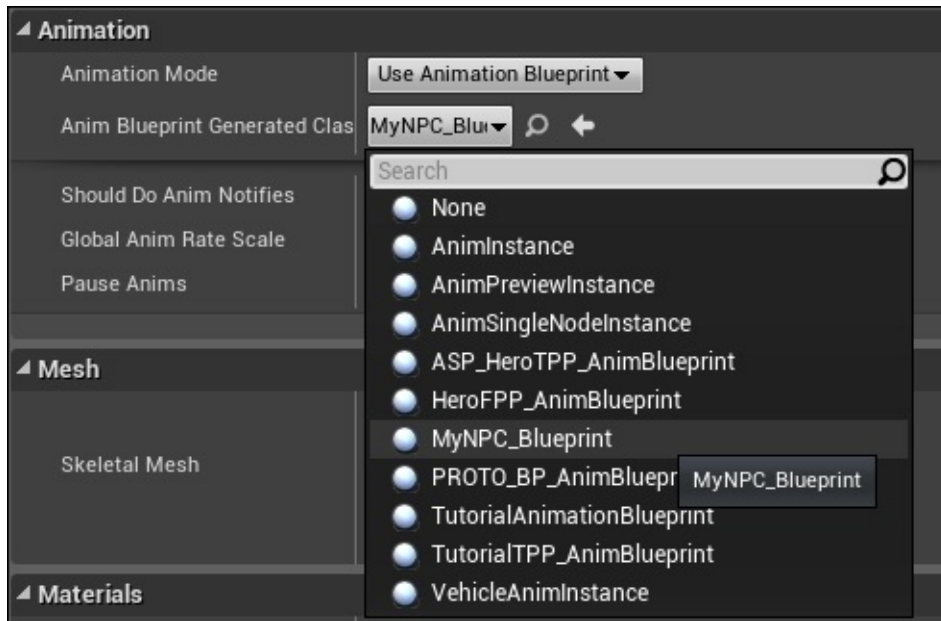 Animation
Animation Mode
Use Animation Blueprint
Anim Blueprint Generated Clas
MyNPC_Blu
Search
Should Do Anim Notifies
Global Anim Rate Scale
Pause Anims
None
AnimInstance
AnimPreviewInstance
AnimSingleNodeInstance
ASP_HeroTPP_AnimBlueprint
HeroFPP_AnimBlueprint
MyNPC_Blueprint
PROTO_BP_AnimBluepr
MyNPC_Blueprint
TutorialAnimationBlueprint
TutorialTPP_AnimBlueprint
VehicleAnimInstance
Mesh
Skeletal Mesh
Materials